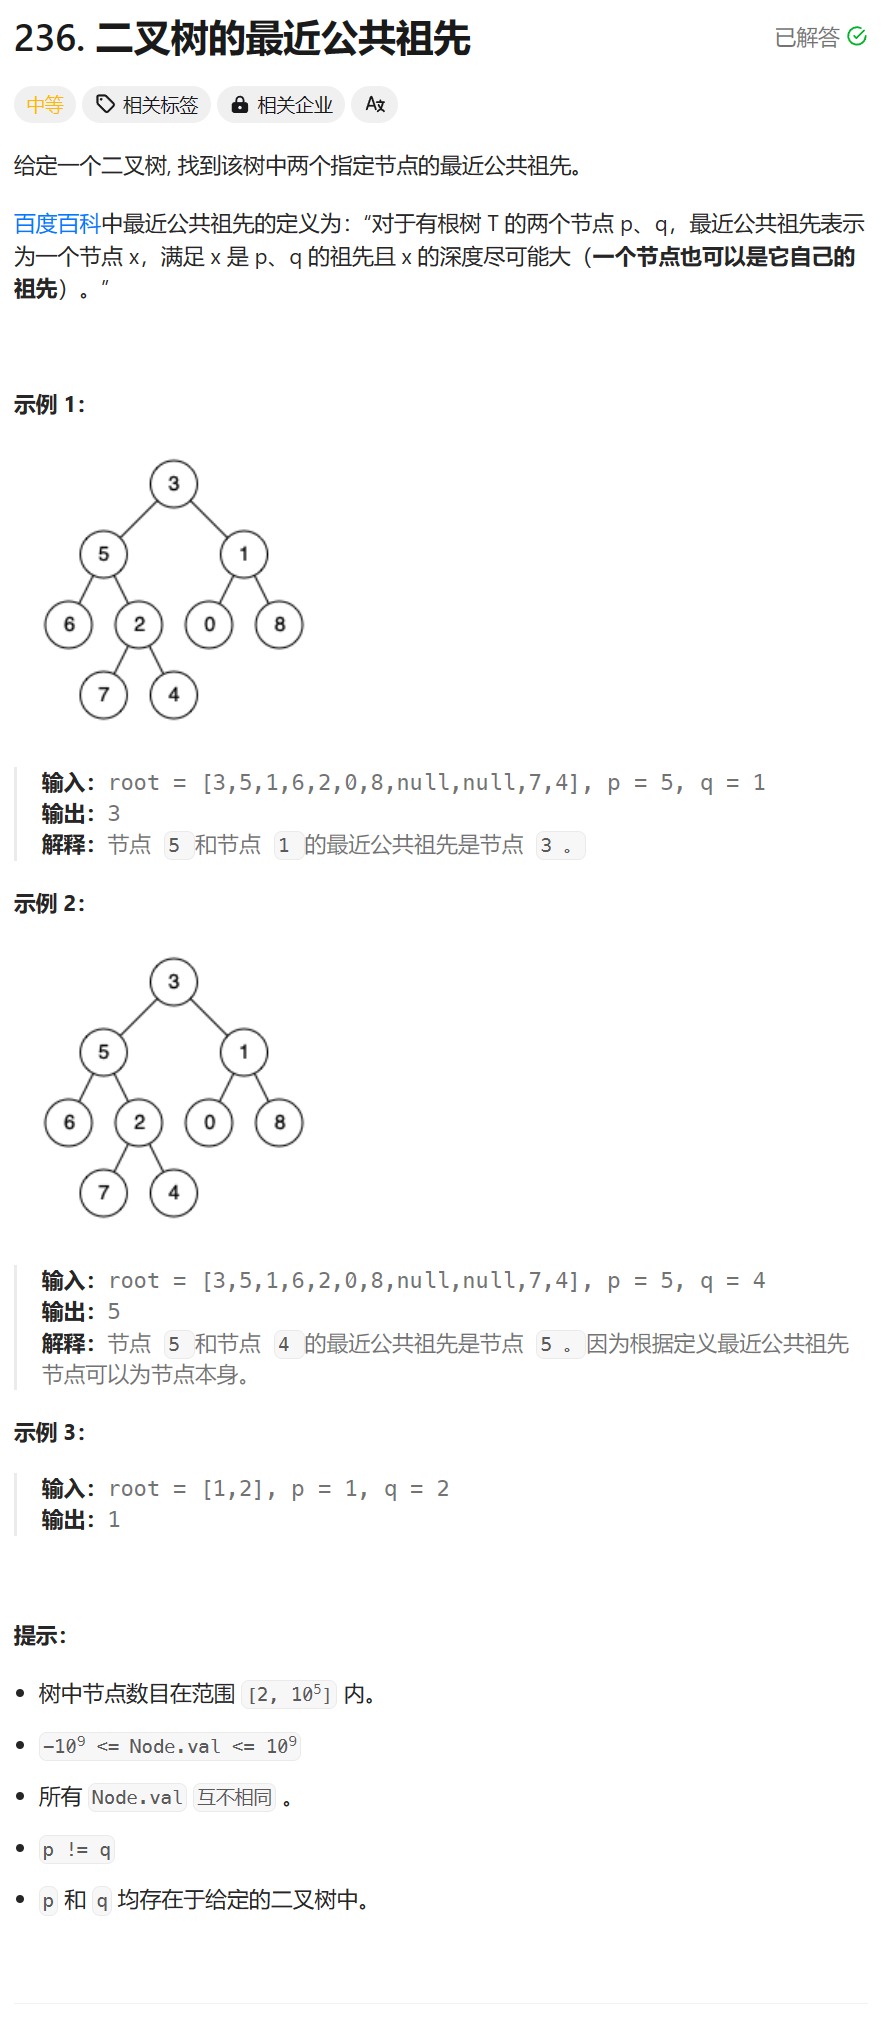 236. 二叉树的最近公共祖先
已解答
中等
相关标签
相关企业
给定一个二叉树, 找到该树中两个指定节点的最近公共祖先。
百度百科中最近公共祖先的定义为：“对于有根树 T 的两个节点 p、q，最近公共祖先表示
为一个节点 x，满足 x 是 p、q 的祖先且 x 的深度尽可能大（一个节点也可以是它自己的
祖先）。”
示例 1：
3
5 1
6 2 0 8
7 4
输入：root = [3,5,1,6,2,0,8,null,null,7,4], p = 5, q = 1
输出：3
解释：节点 5 和节点 1 的最近公共祖先是节点 3 。
示例 2：
3
5 1
6 2 0 8
7 4
输入：root = [3,5,1,6,2,0,8,null,null,7,4], p = 5, q = 4
输出：5
解释：节点 5 和节点 4 的最近公共祖先是节点 5 。因为根据定义最近公共祖先
节点可以为节点本身。
示例 3：
输入：root = [1,2], p = 1, q = 2
输出：1
提示：
• 树中节点数目在范围 [2, 10⁵] 内。
• -10⁹ <= Node.val <= 10⁹
• 所有 Node.val 互不相同 。
• p != q
• p 和 q 均存在于给定的二叉树中。